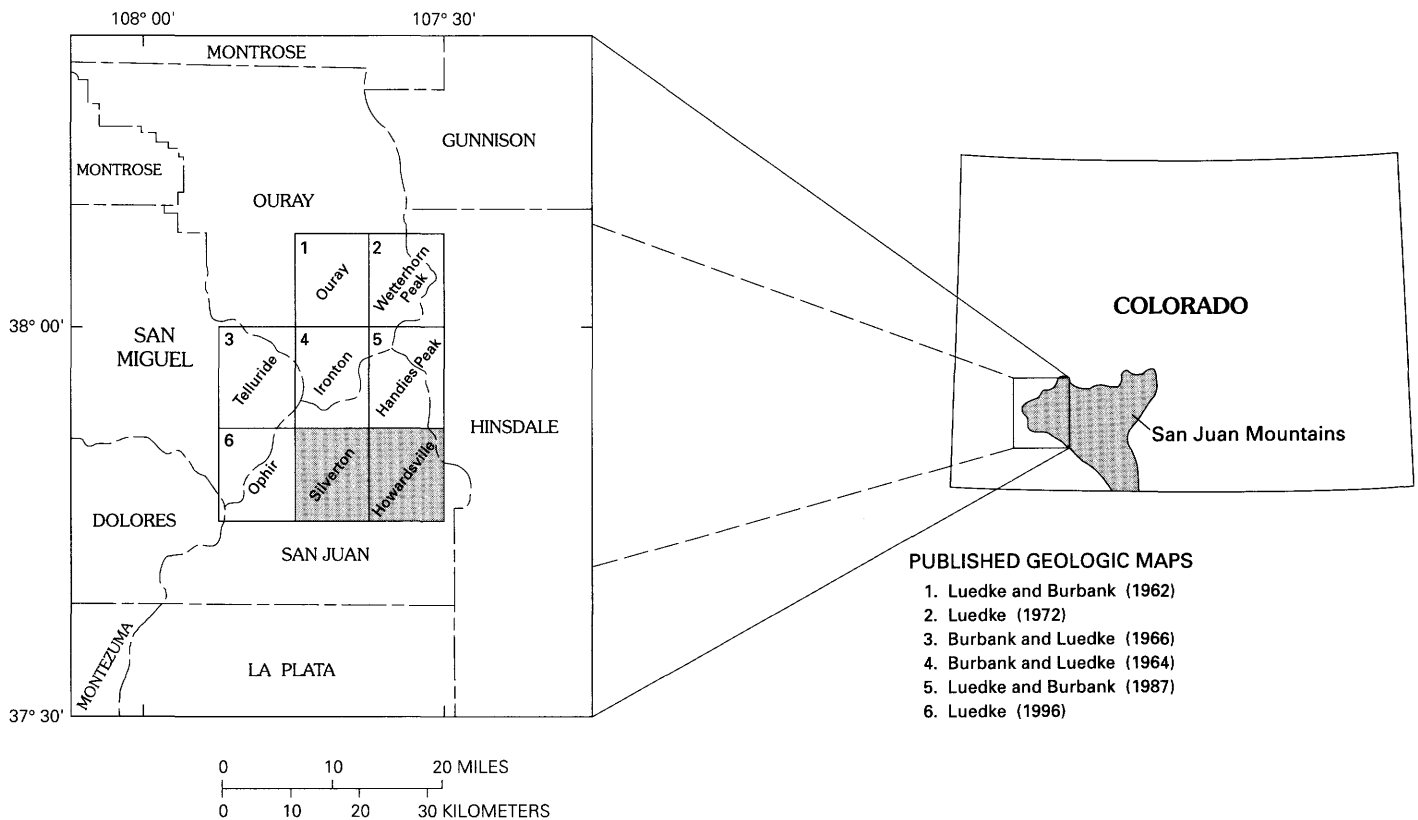 108° 00'
107° 30'
MONTROSE
GUNNISON
MONTROSE
OURAY
1
2
Ouray
Wetterhorn
Peak
38° 00'
SAN
MIGUEL
3
4
5
Telluride
Ironton
Handies Peak
HINSDALE
6
Ophir
Silverton
Howardsville
DOLORES
SAN JUAN
MONTEZUMA
LA PLATA
37° 30'
0 10 20 MILES
0 10 20 30 KILOMETERS
COLORADO
San Juan Mountains
PUBLISHED GEOLOGIC MAPS
1. Luedke and Burbank (1962)
2. Luedke (1972)
3. Burbank and Luedke (1966)
4. Burbank and Luedke (1964)
5. Luedke and Burbank (1987)
6. Luedke (1996)